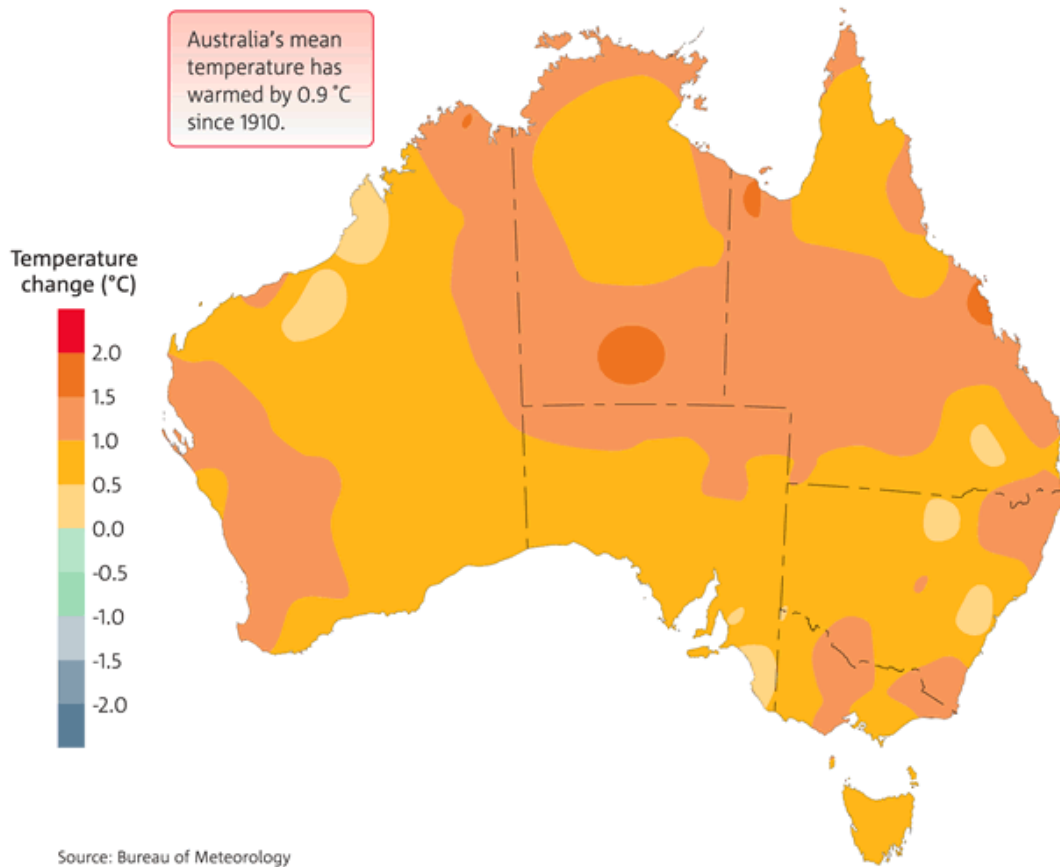 Australia's mean
temperature has
warmed by 0.9 °C
since 1910.
Temperature
change (°C)
2.0
1.5
1.0
0.5
0.0
-0.5
-1.0
-1.5
-2.0
Source: Bureau of Meteorology